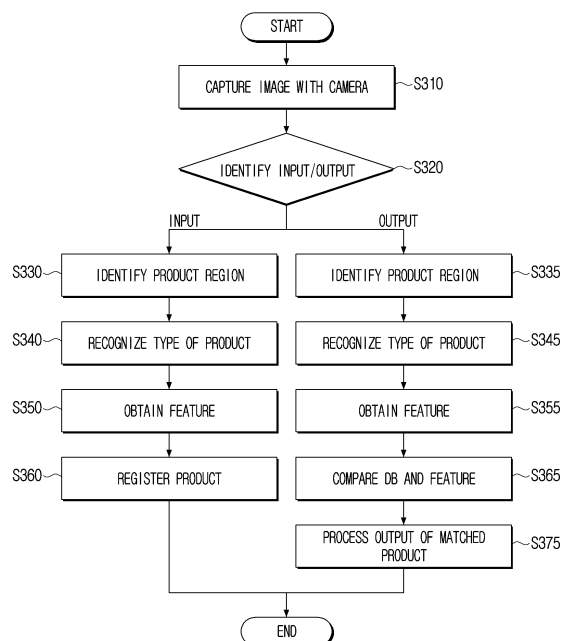 START
CAPTURE IMAGE WITH CAMERA
S310
IDENTIFY INPUT/OUTPUT
S320
INPUT
OUTPUT
S330
IDENTIFY PRODUCT REGION
IDENTIFY PRODUCT REGION
S335
S340
RECOGNIZE TYPE OF PRODUCT
RECOGNIZE TYPE OF PRODUCT
S345
S350
OBTAIN FEATURE
OBTAIN FEATURE
S355
S360
REGISTER PRODUCT
COMPARE DB AND FEATURE
S365
PROCESS OUTPUT OF MATCHED
PRODUCT
S375
END